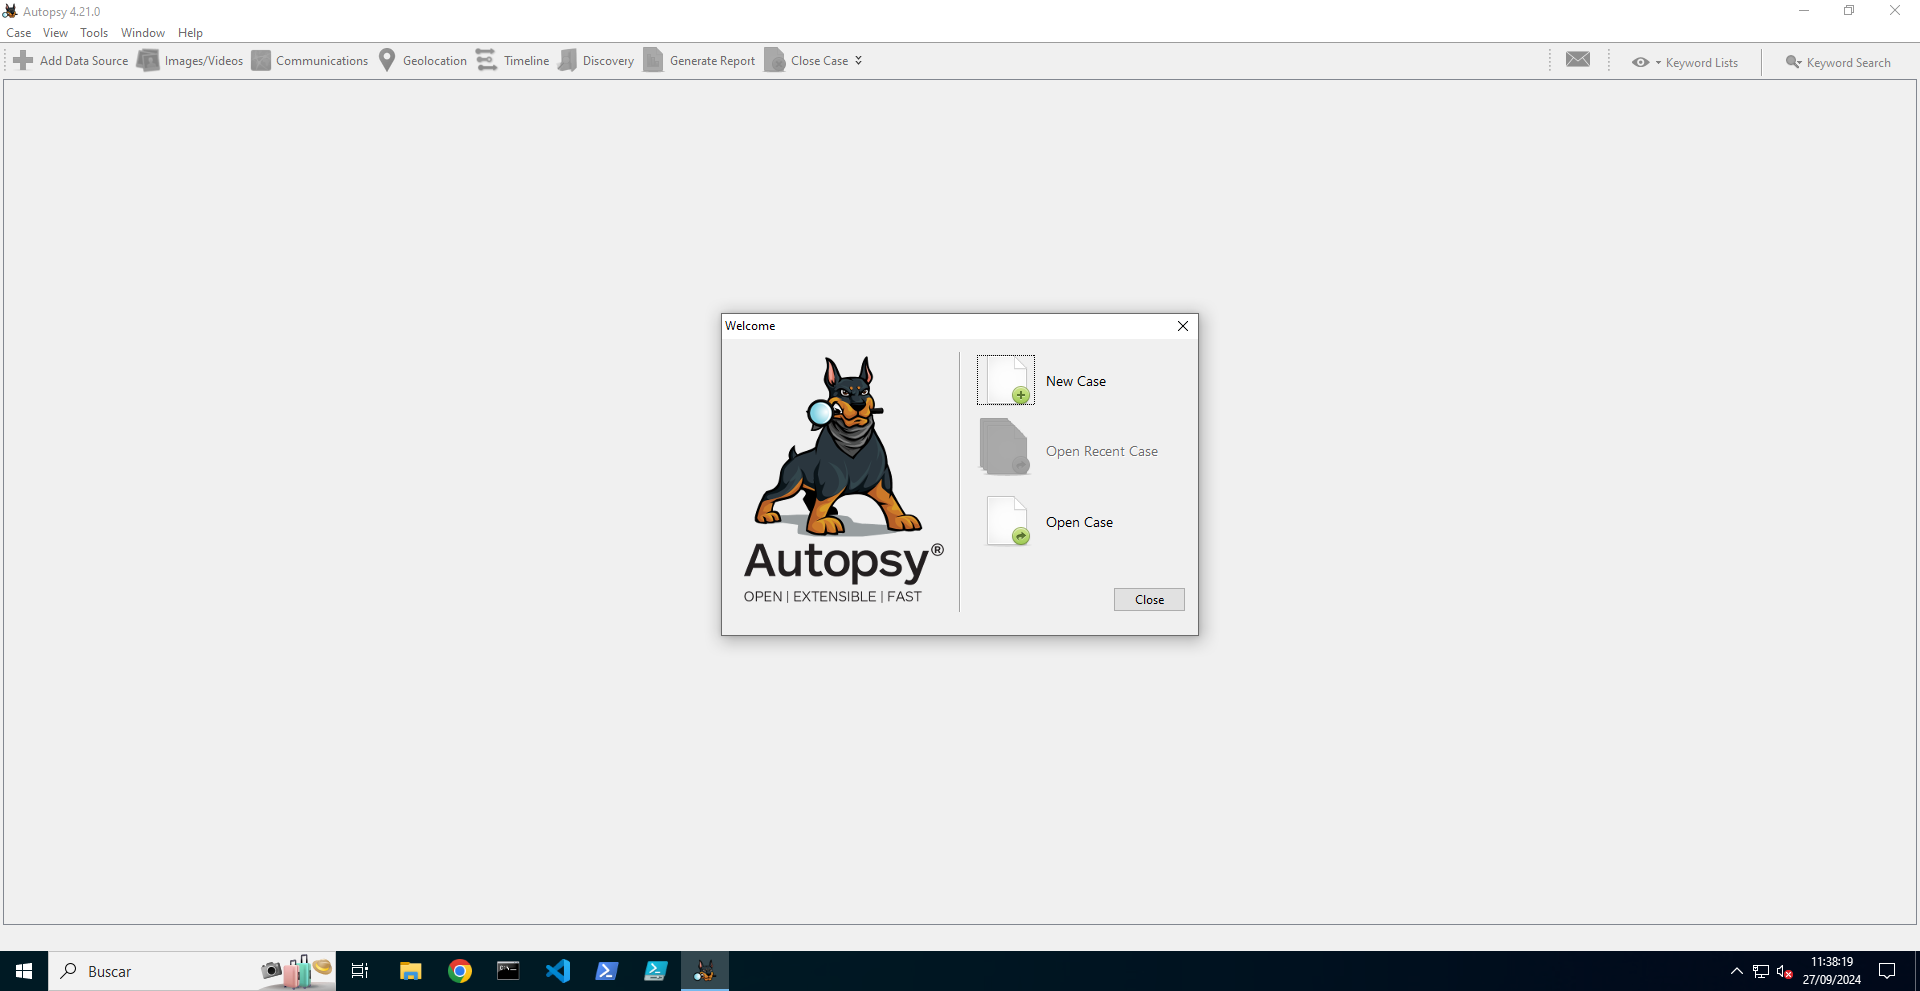 Autopsy 4.21.0
Case View Tools Window Help
Add Data Source Images/Videos Communications Geolocation Timeline Discovery Generate Report Close Case Keyword Lists Keyword Search
Welcome
New Case
Open Recent Case
Open Case
Autopsy®
OPEN | EXTENSIBLE | FAST
Close
Buscar
11:38:19
27/09/2024